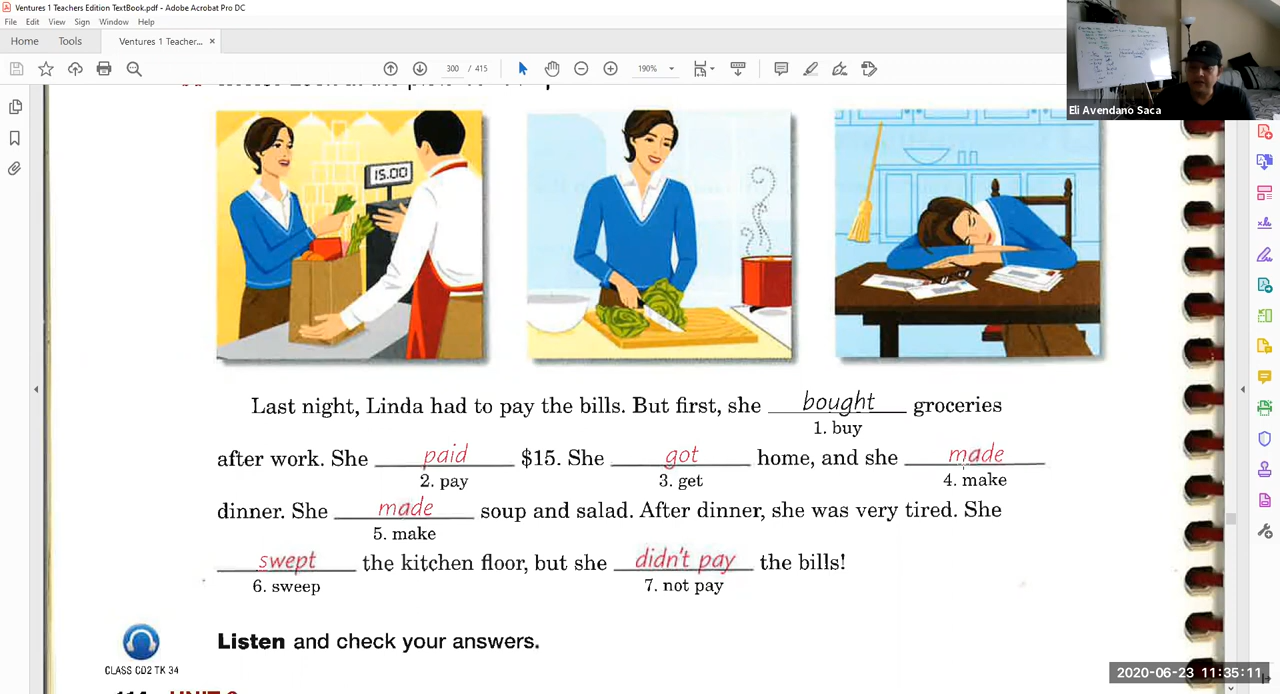 Ventures 1 Teachers Edition TextBook.pdf - Adobe Acrobat Pro DC
File Edit View Sign Window Help
Home Tools Ventures 1 Teacher... ×
300 / 415 190%
Eli Avendano Saca
15.00
Last night, Linda had to pay the bills. But first, she bought groceries
1. buy
after work. She paid $15. She got home, and she made
2. pay 3. get 4. make
dinner. She made soup and salad. After dinner, she was very tired. She
5. make
swept the kitchen floor, but she didn't pay the bills!
6. sweep 7. not pay
Listen and check your answers.
CLASS CD2 TK 34
2020-06-23 11:35:11